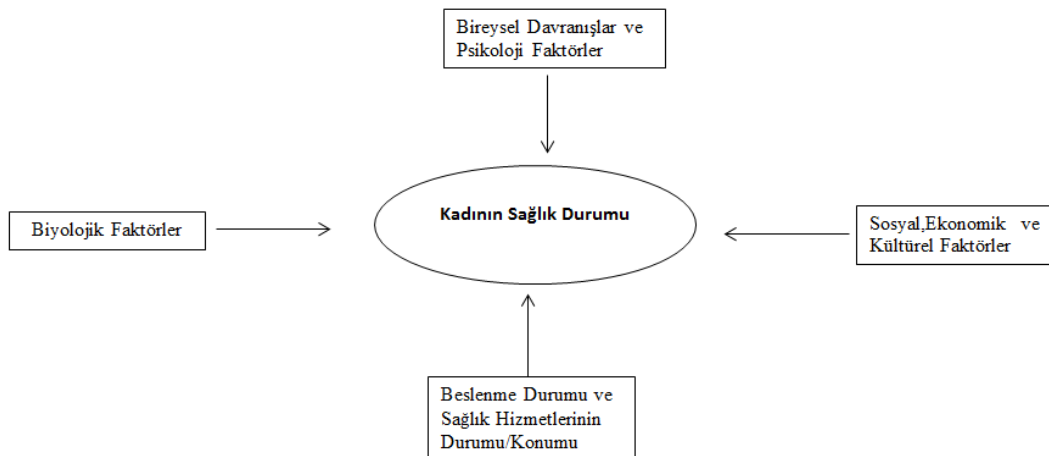 Bireysel Davranışlar ve
Psikoloji Faktörler
Kadının Sağlık Durumu
Biyolojik Faktörler
Sosyal,Ekonomik ve
Kültürel Faktörler
Beslenme Durumu ve
Sağlık Hizmetlerinin
Durumu/Konumu